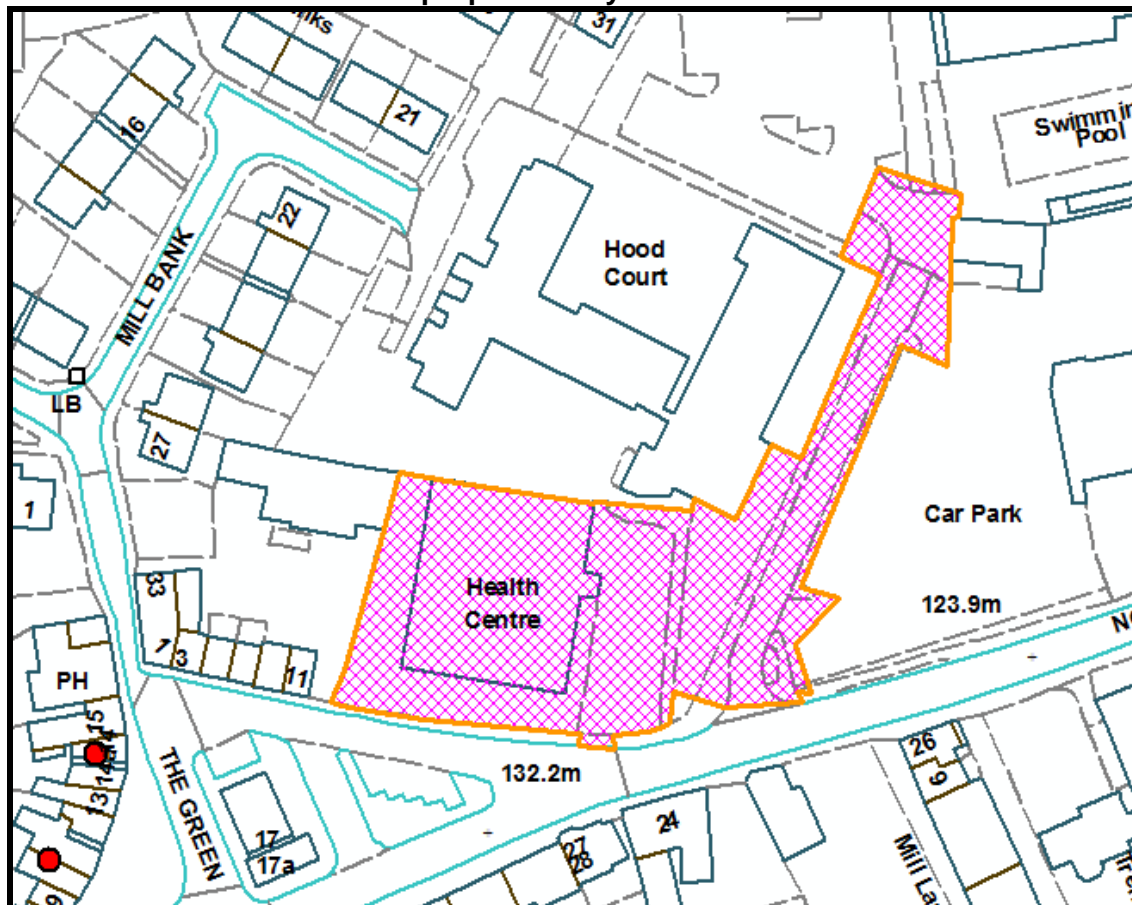 31
21
16
Swimmin
Pool
22
Hood
Court
MILL BANK
LB
27
1
Car Park
Health
Centre
123.9m
33
1
3
11
PH
15
14
13
THE GREEN
132.2m
17
17a
24
26
9
27
28
Mill La
9